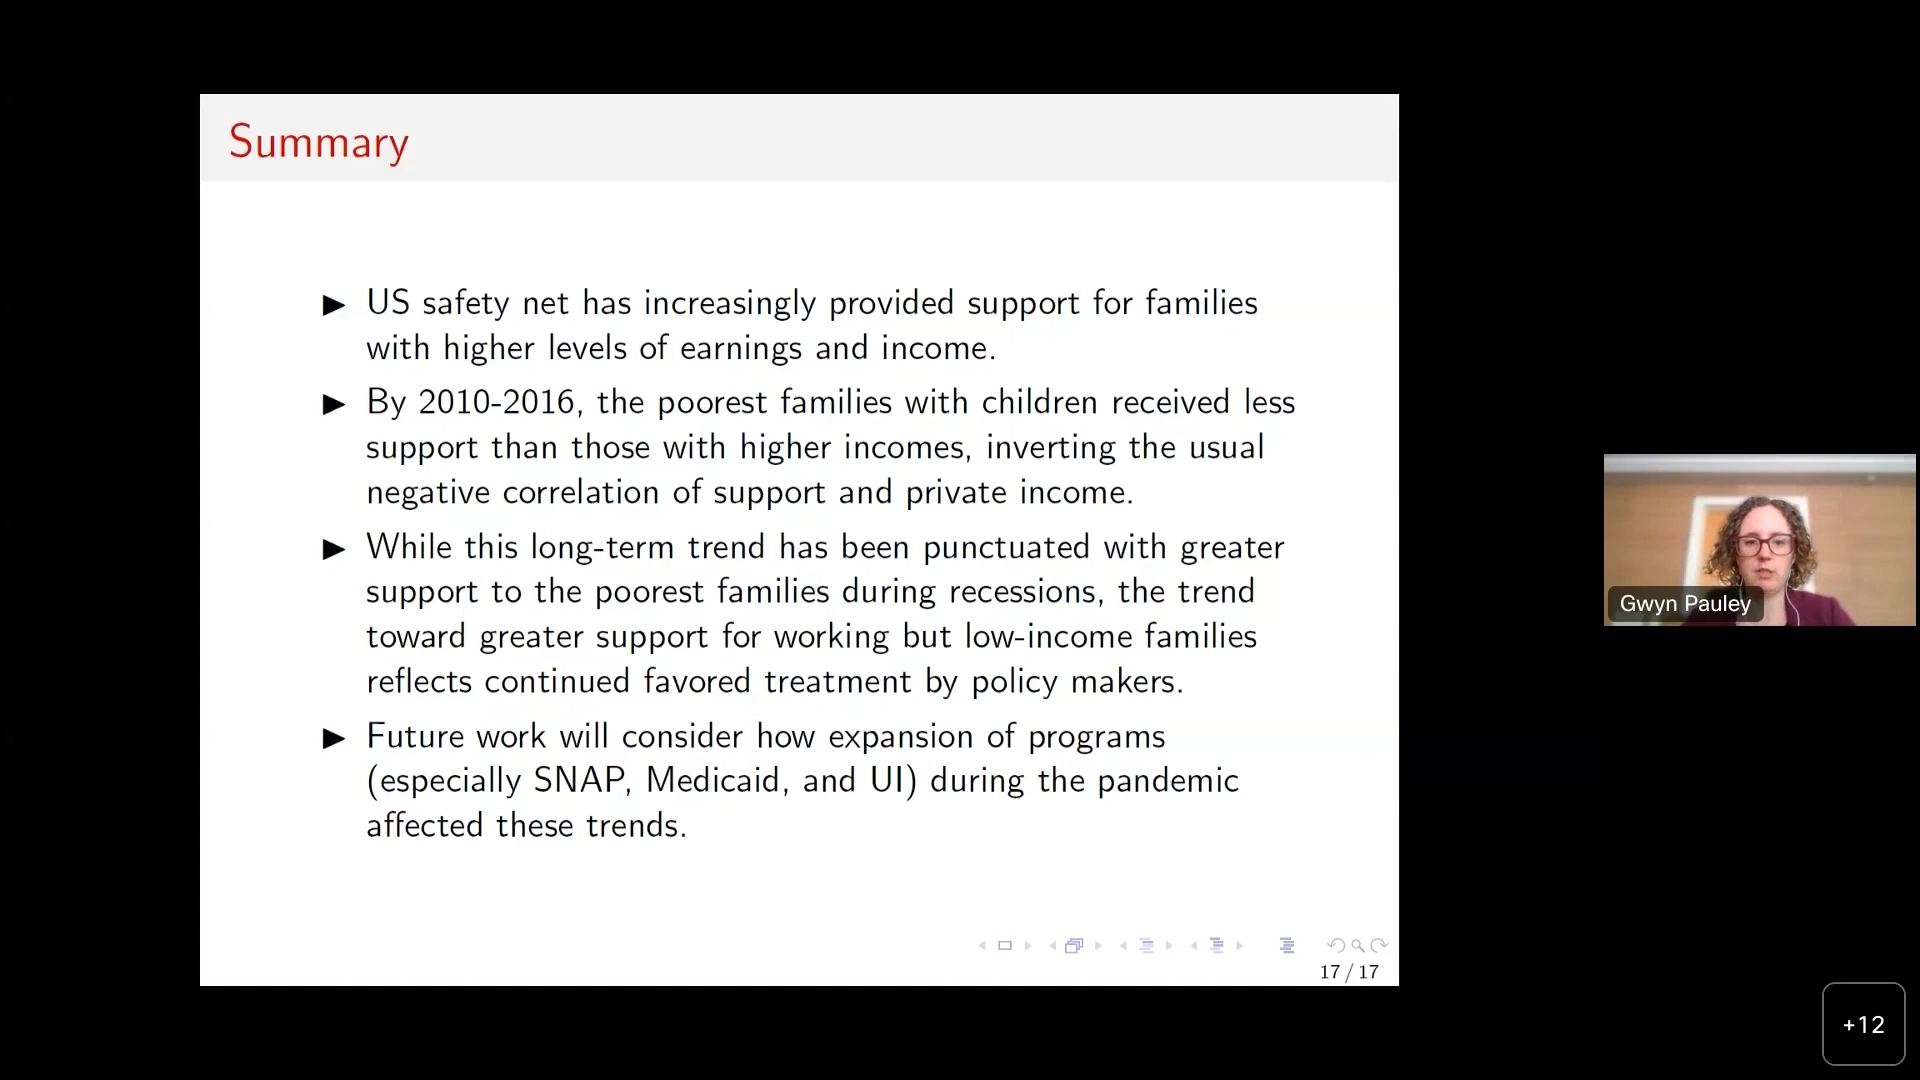 Summary
US safety net has increasingly provided support for families
with higher levels of earnings and income.
By 2010-2016, the poorest families with children received less
support than those with higher incomes, inverting the usual
negative correlation of support and private income.
While this long-term trend has been punctuated with greater
support to the poorest families during recessions, the trend
toward greater support for working but low-income families
reflects continued favored treatment by policy makers.
Future work will consider how expansion of programs
(especially SNAP, Medicaid, and UI) during the pandemic
affected these trends.
17 / 17
Gwyn Pauley
+12